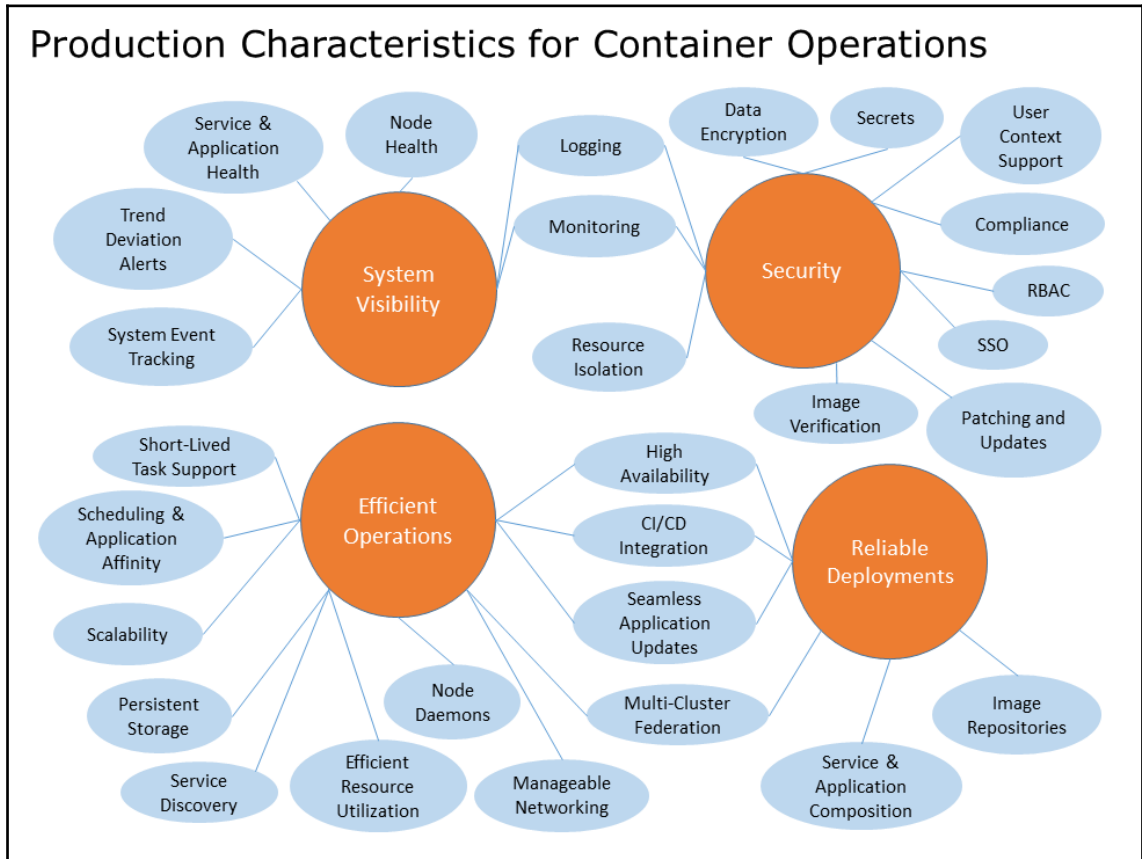 Production Characteristics for Container Operations
Service &
Application
Health
Node
Health
Trend
Deviation
Alerts
System Event
Tracking
System
Visibility
Logging
Monitoring
Resource
Isolation
Data
Encryption
Secrets
User
Context
Support
Compliance
RBAC
SSO
Patching and
Updates
Image
Verification
Security
Short-Lived
Task Support
Scheduling &
Application
Affinity
Scalability
Persistent
Storage
Service
Discovery
Efficient
Resource
Utilization
Node
Daemons
Manageable
Networking
Efficient
Operations
High
Availability
CI/CD
Integration
Seamless
Application
Updates
Multi-Cluster
Federation
Reliable
Deployments
Service &
Application
Composition
Image
Repositories